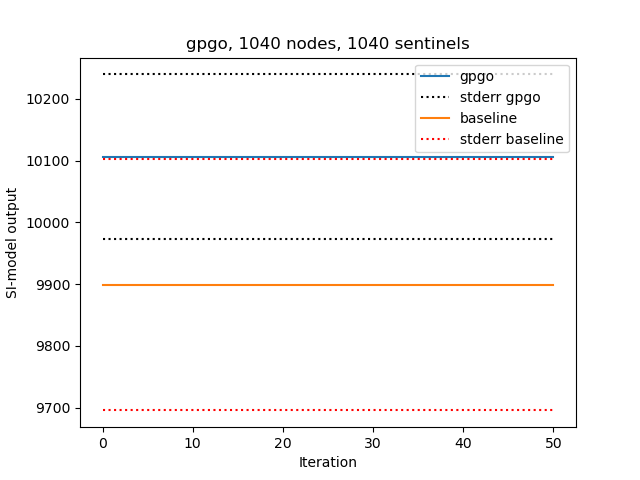 gpgo, 1040 nodes, 1040 sentinels
gpgo
stderr gpgo
baseline
stderr baseline
SI-model output
10200
10100
10000
9900
9800
9700
0 10 20 30 40 50
Iteration